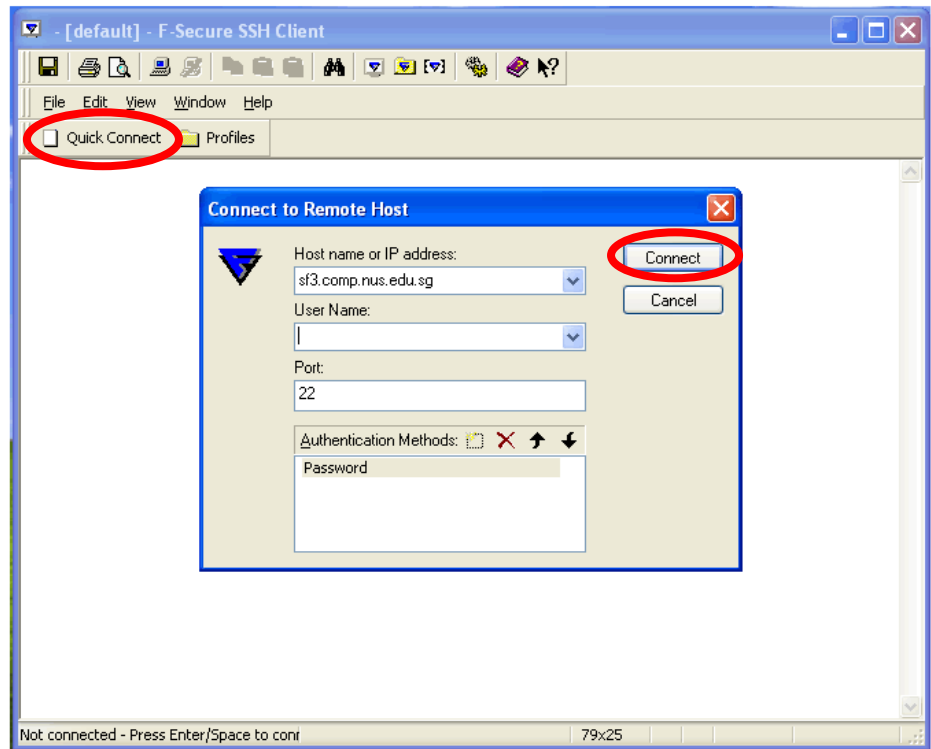 - [default] - F-Secure SSH Client
File Edit View Window Help
Quick Connect Profiles
Connect to Remote Host
Host name or IP address:
Connect
sf3.comp.nus.edu.sg
Cancel
User Name:
Port:
22
Authentication Methods:
Password
Not connected - Press Enter/Space to con
79x25